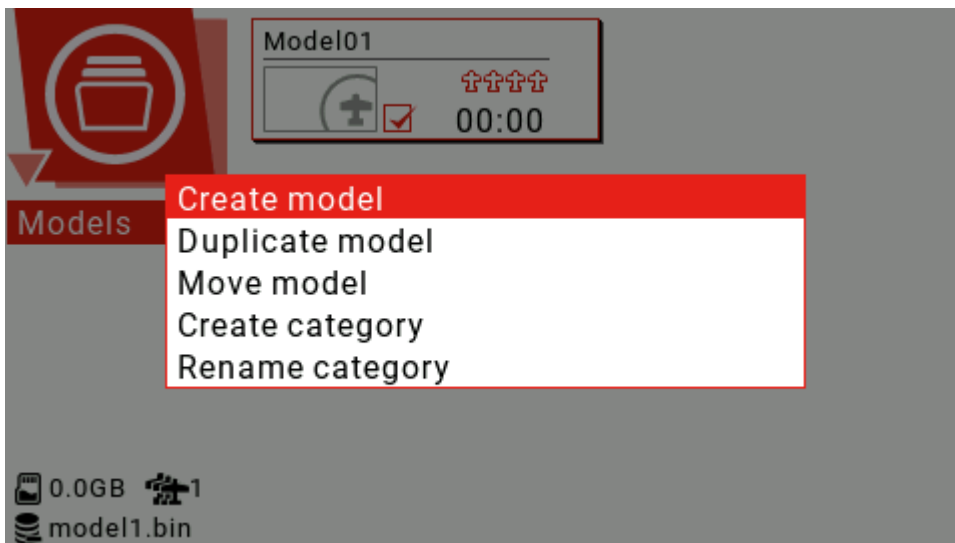 Model01
00:00
Models
Create model
Duplicate model
Move model
Create category
Rename category
0.0GB 1
model1.bin